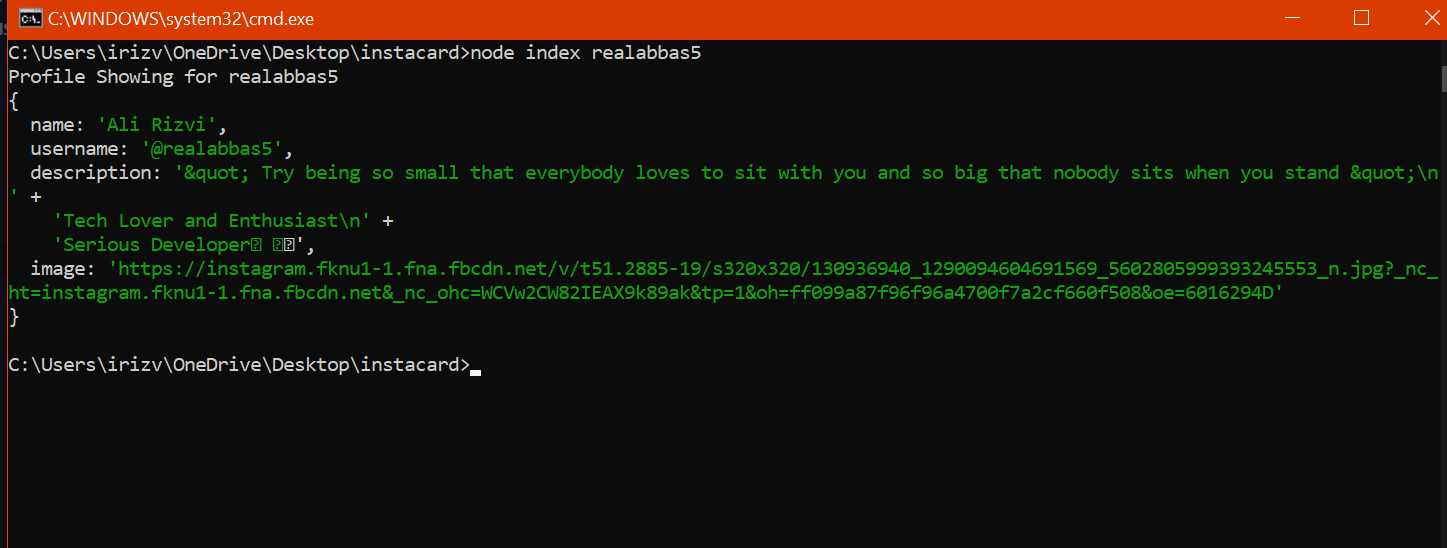 C:\WINDOWS\system32\cmd.exe
C:\Users\irizv\OneDrive\Desktop\instacard>node index realabbas5
Profile Showing for realabbas5
{
  name: 'Ali Rizvi',
  username: '@realabbas5',
  description: '&quot; Try being so small that everybody loves to sit with you and so big that nobody sits when you stand &quot;\n
' +
    'Tech Lover and Enthusiast\n' +
    'Serious Developer',
  image: 'https://instagram.fknu1-1.fna.fbcdn.net/v/t51.2885-19/s320x320/130936940_1290094604691569_5602805999393245553_n.jpg?_nc_
ht=instagram.fknu1-1.fna.fbcdn.net&_nc_ohc=WCVw2CW82IEAX9k89ak&tp=1&oh=ff099a87f96f96a4700f7a2cf660f508&oe=6016294D'
}
C:\Users\irizv\OneDrive\Desktop\instacard>